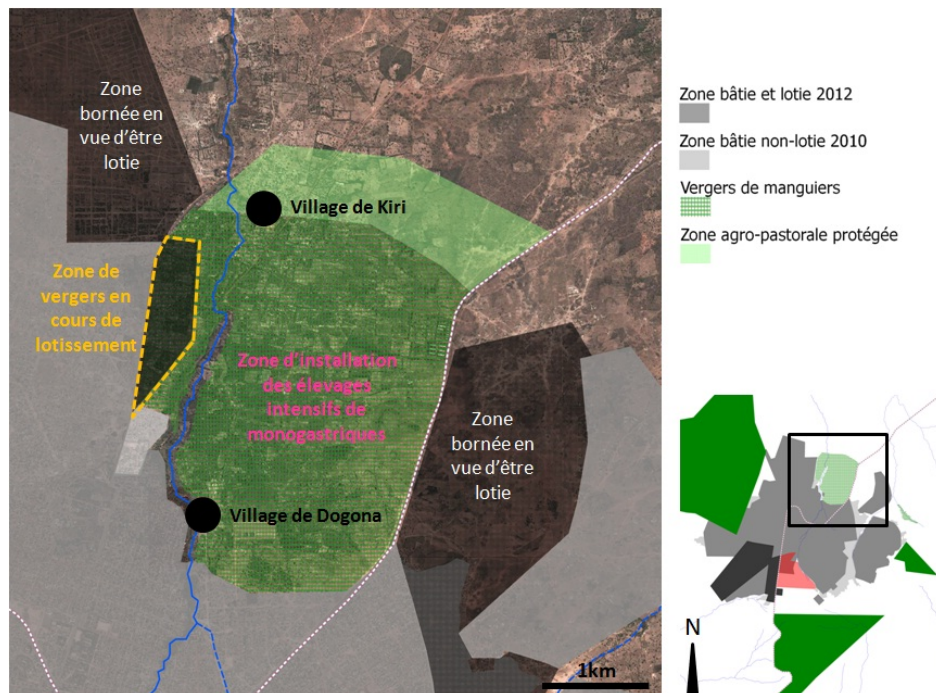 Zone
bornée en
vue d'être
lotie
Village de Kiri
Zone de
vergers en
cours de
lotissement
Zone d'installation
des élevages
intensifs de
monogastriques
Zone
bornée en
vue d'être
lotie
Village de Dogona
1km
Zone bâtie et lotie 2012
Zone bâtie non-lotie 2010
Vergers de manguiers
Zone agro-pastorale protégée
N